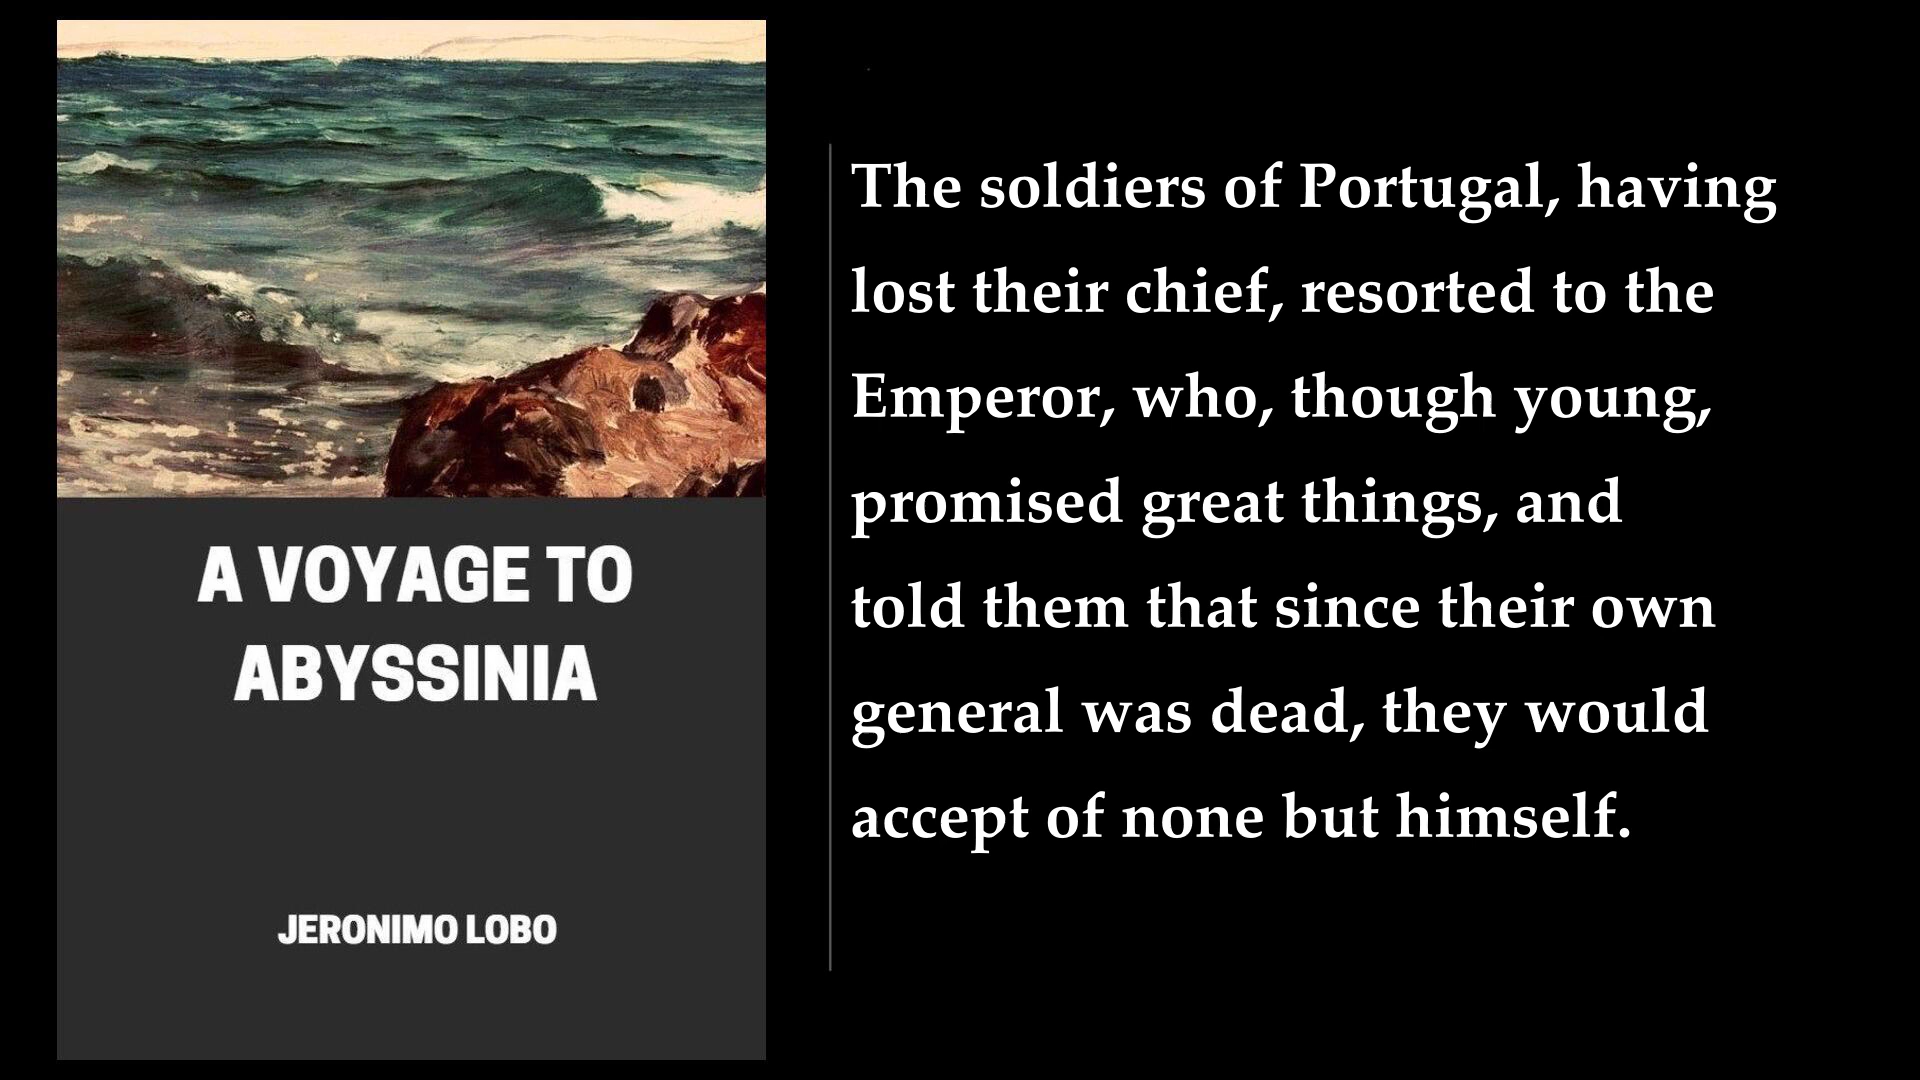 A VOYAGE TO
ABYSSINIA
JERONIMO LOBO
The soldiers of Portugal, having
lost their chief, resorted to the
Emperor, who, though young,
promised great things, and
told them that since their own
general was dead, they would
accept of none but himself.